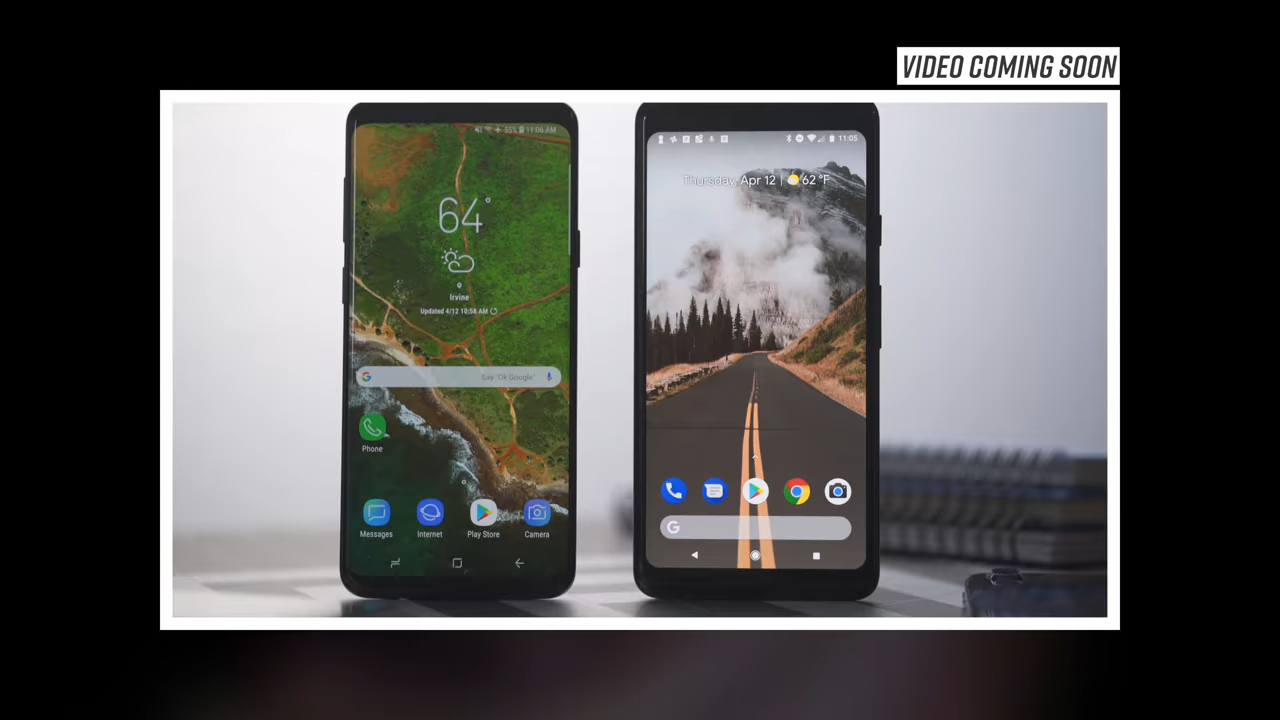 VIDEO COMING SOON
55% 11:06 AM
64°
Irvine
Updated 4/12 10:58 AM
Say "Ok Google"
Phone
Messages Internet Play Store Camera
11:05
Thursday, Apr 12 | 62 °F
G